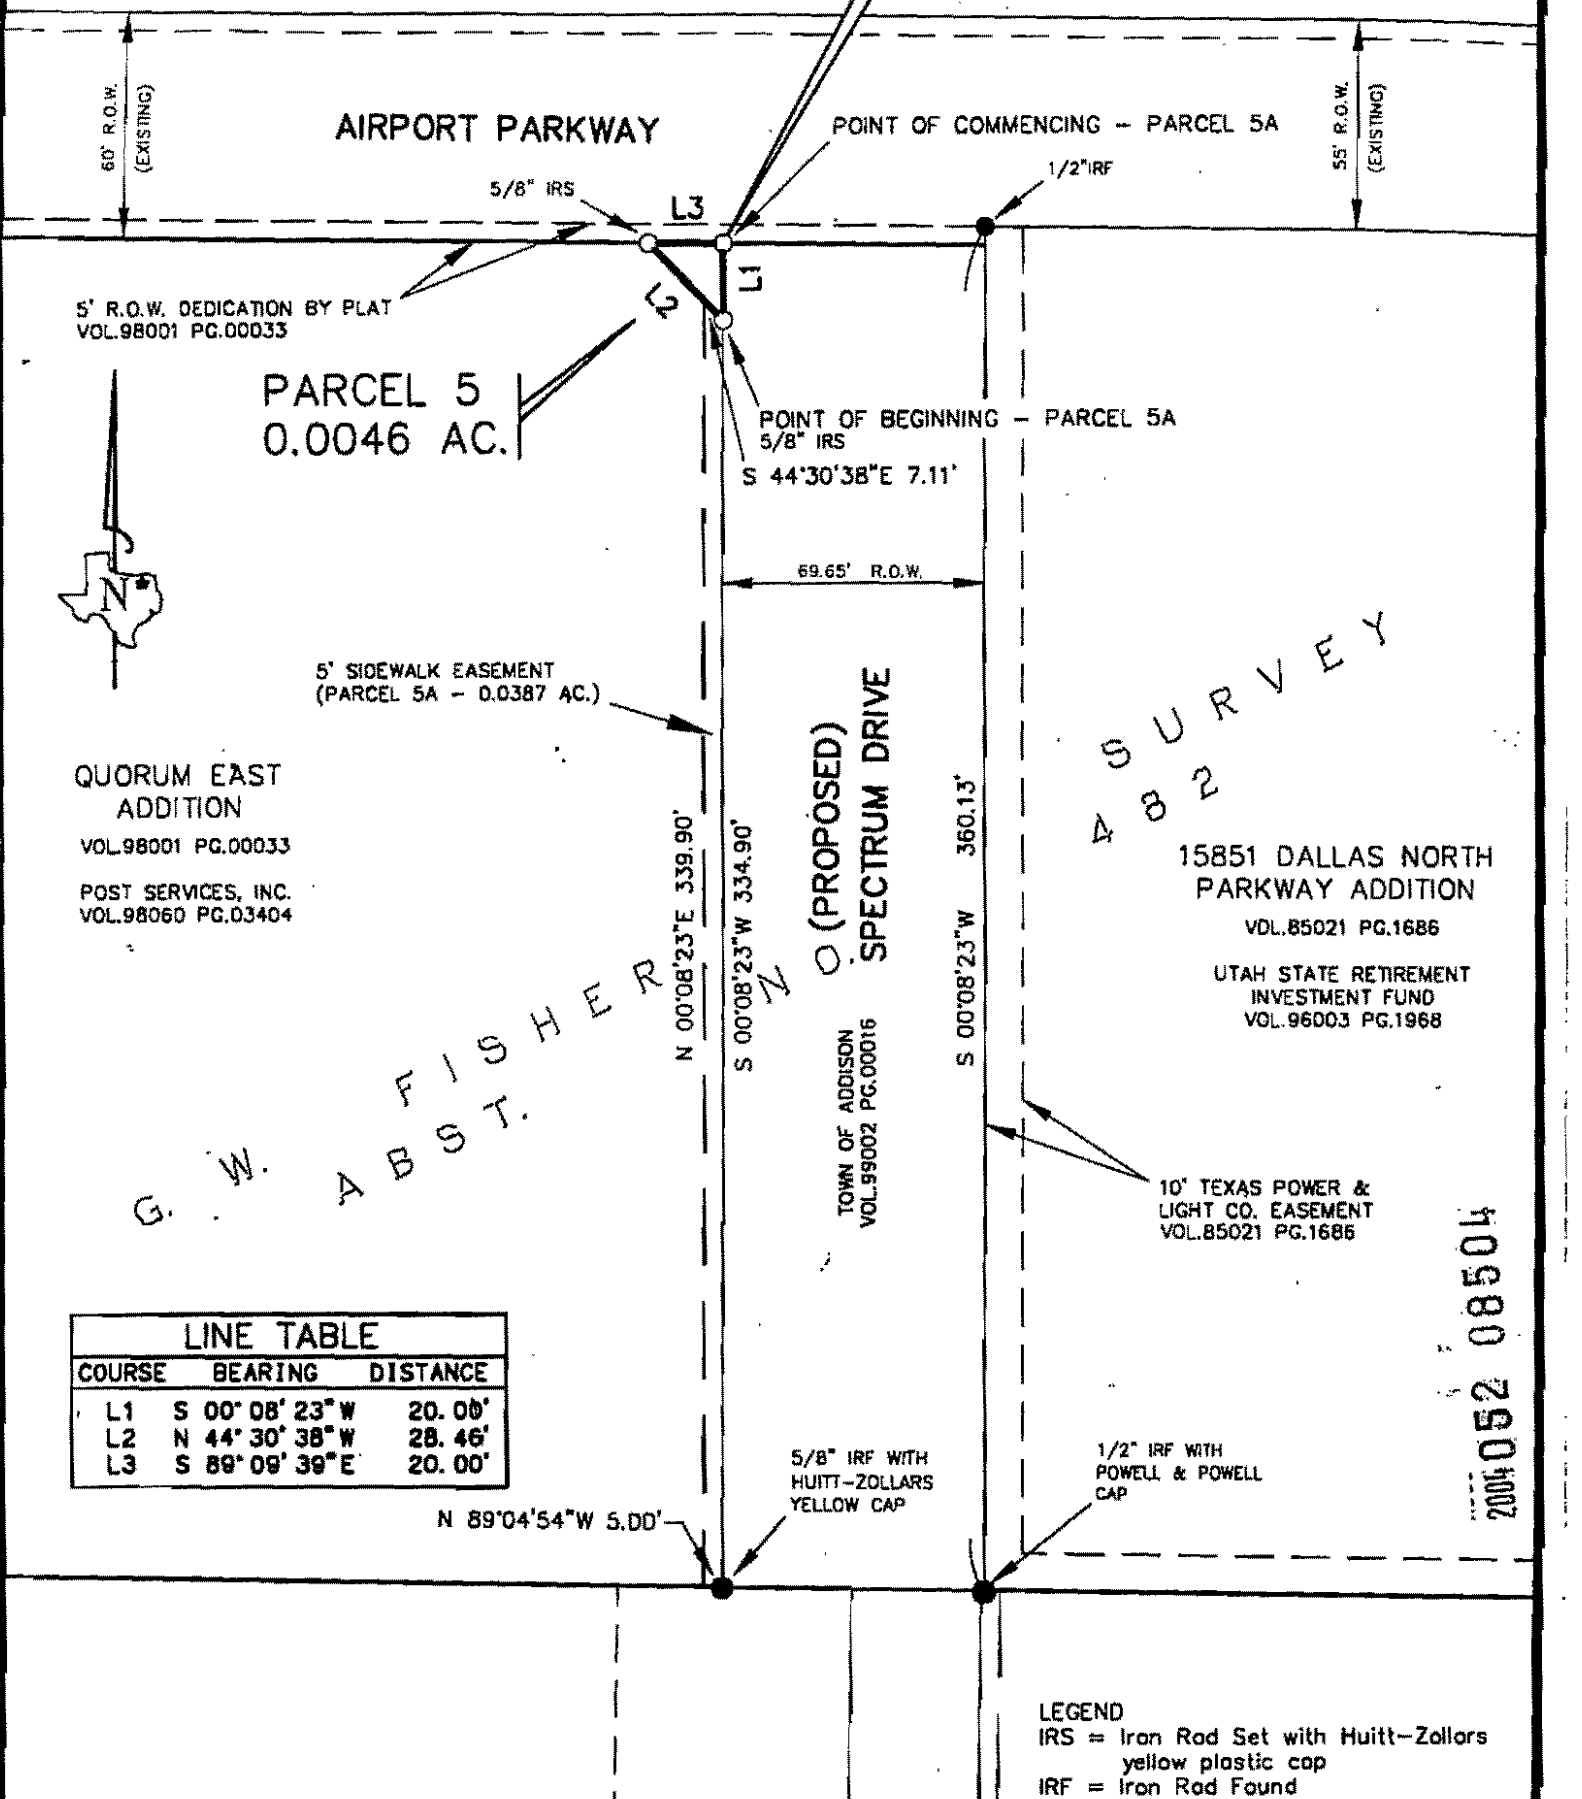 60' R.O.W.
(EXISTING)
AIRPORT PARKWAY
POINT OF COMMENCING - PARCEL 5A
55' R.O.W.
(EXISTING)
1/2"IRF
5/8" IRS
L3
L1
L2
5' R.O.W. DEDICATION BY PLAT
VOL.98001 PG.00033
PARCEL 5
0.0046 AC.
POINT OF BEGINNING - PARCEL 5A
5/8" IRS
S 44°30'38"E 7.11'
N
69.65' R.O.W.
5' SIDEWALK EASEMENT
(PARCEL 5A - 0.0387 AC.)
QUORUM EAST
ADDITION
VOL.98001 PG.00033
POST SERVICES, INC.
VOL.98060 PG.03404
N 00°08'23"E 339.90'
S 00°08'23"W 334.90'
(PROPOSED)
SPECTRUM DRIVE
TOWN OF ADDISON
VOL.99002 PG.00016
S 00°08'23"W 360.13'
G. W. FISHER SURVEY
ABST. NO. 482
15851 DALLAS NORTH
PARKWAY ADDITION
VOL.85021 PG.1686
UTAH STATE RETIREMENT
INVESTMENT FUND
VOL.96003 PG.1968
10' TEXAS POWER &
LIGHT CO. EASEMENT
VOL.85021 PG.1686
2004052 08504
LINE TABLE
COURSE BEARING DISTANCE
L1 S 00° 08' 23" W 20.00'
L2 N 44° 30' 38" W 28.46'
L3 S 89° 09' 39" E 20.00'
N 89°04'54"W 5.00'
5/8" IRF WITH
HUITT-ZOLLARS
YELLOW CAP
1/2" IRF WITH
POWELL & POWELL
CAP
LEGEND
IRS = Iron Rod Set with Huitt-Zollars
yellow plastic cap
IRF = Iron Rod Found